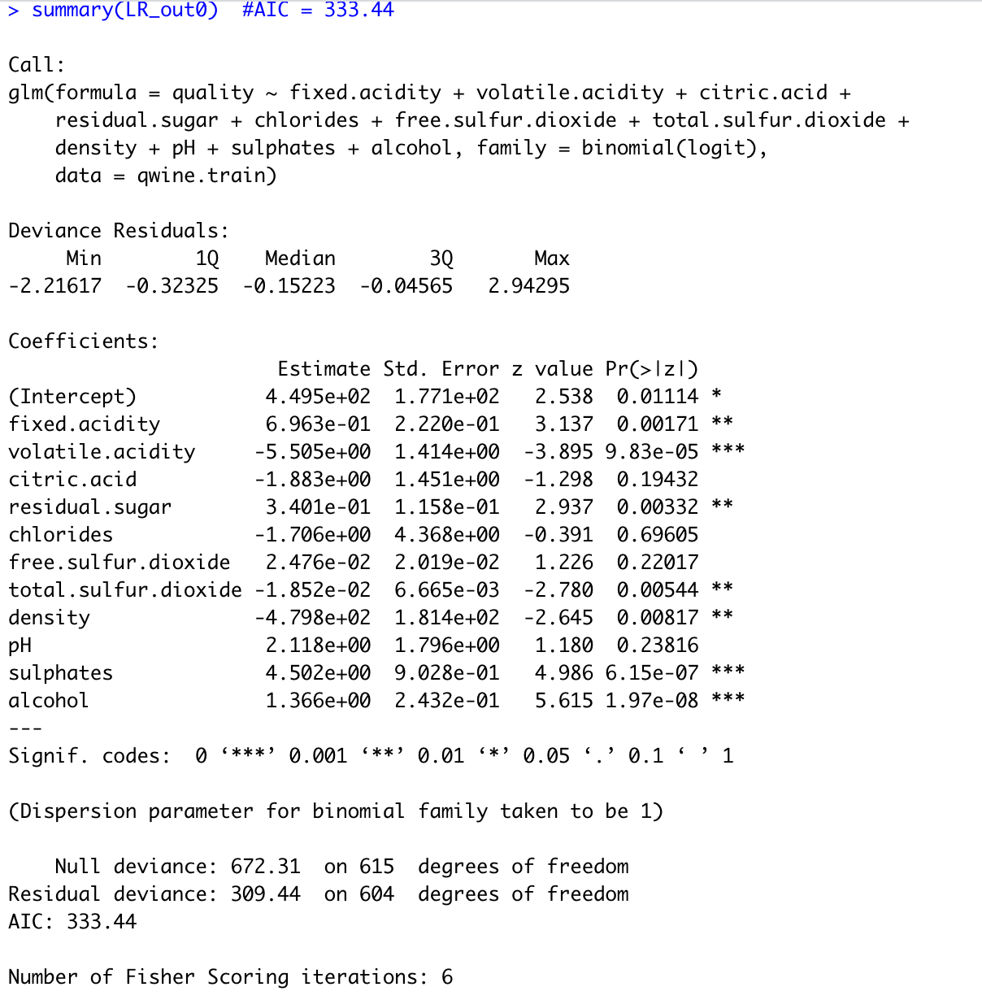 > summary(LR_out0)  #AIC = 333.44
Call:
glm(formula = quality ~ fixed.acidity + volatile.acidity + citric.acid +
    residual.sugar + chlorides + free.sulfur.dioxide + total.sulfur.dioxide +
    density + pH + sulphates + alcohol, family = binomial(logit),
    data = qwine.train)
Deviance Residuals:
     Min        1Q    Median        3Q       Max
-2.21617  -0.32325  -0.15223  -0.04565   2.94295
Coefficients:
                       Estimate Std. Error z value Pr(>|z|)
(Intercept)           4.495e+02  1.771e+02   2.538  0.01114 *
fixed.acidity         6.963e-01  2.220e-01   3.137  0.00171 **
volatile.acidity     -5.505e+00  1.414e+00  -3.895 9.83e-05 ***
citric.acid          -1.883e+00  1.451e+00  -1.298  0.19432
residual.sugar        3.401e-01  1.158e-01   2.937  0.00332 **
chlorides            -1.706e+00  4.368e+00  -0.391  0.69605
free.sulfur.dioxide   2.476e-02  2.019e-02   1.226  0.22017
total.sulfur.dioxide -1.852e-02  6.665e-03  -2.780  0.00544 **
density              -4.798e+02  1.814e+02  -2.645  0.00817 **
pH                    2.118e+00  1.796e+00   1.180  0.23816
sulphates             4.502e+00  9.028e-01   4.986 6.15e-07 ***
alcohol               1.366e+00  2.432e-01   5.615 1.97e-08 ***
---
Signif. codes:  0 ‘***’ 0.001 ‘**’ 0.01 ‘*’ 0.05 ‘.’ 0.1 ‘ ’ 1
(Dispersion parameter for binomial family taken to be 1)
    Null deviance: 672.31  on 615  degrees of freedom
Residual deviance: 309.44  on 604  degrees of freedom
AIC: 333.44
Number of Fisher Scoring iterations: 6